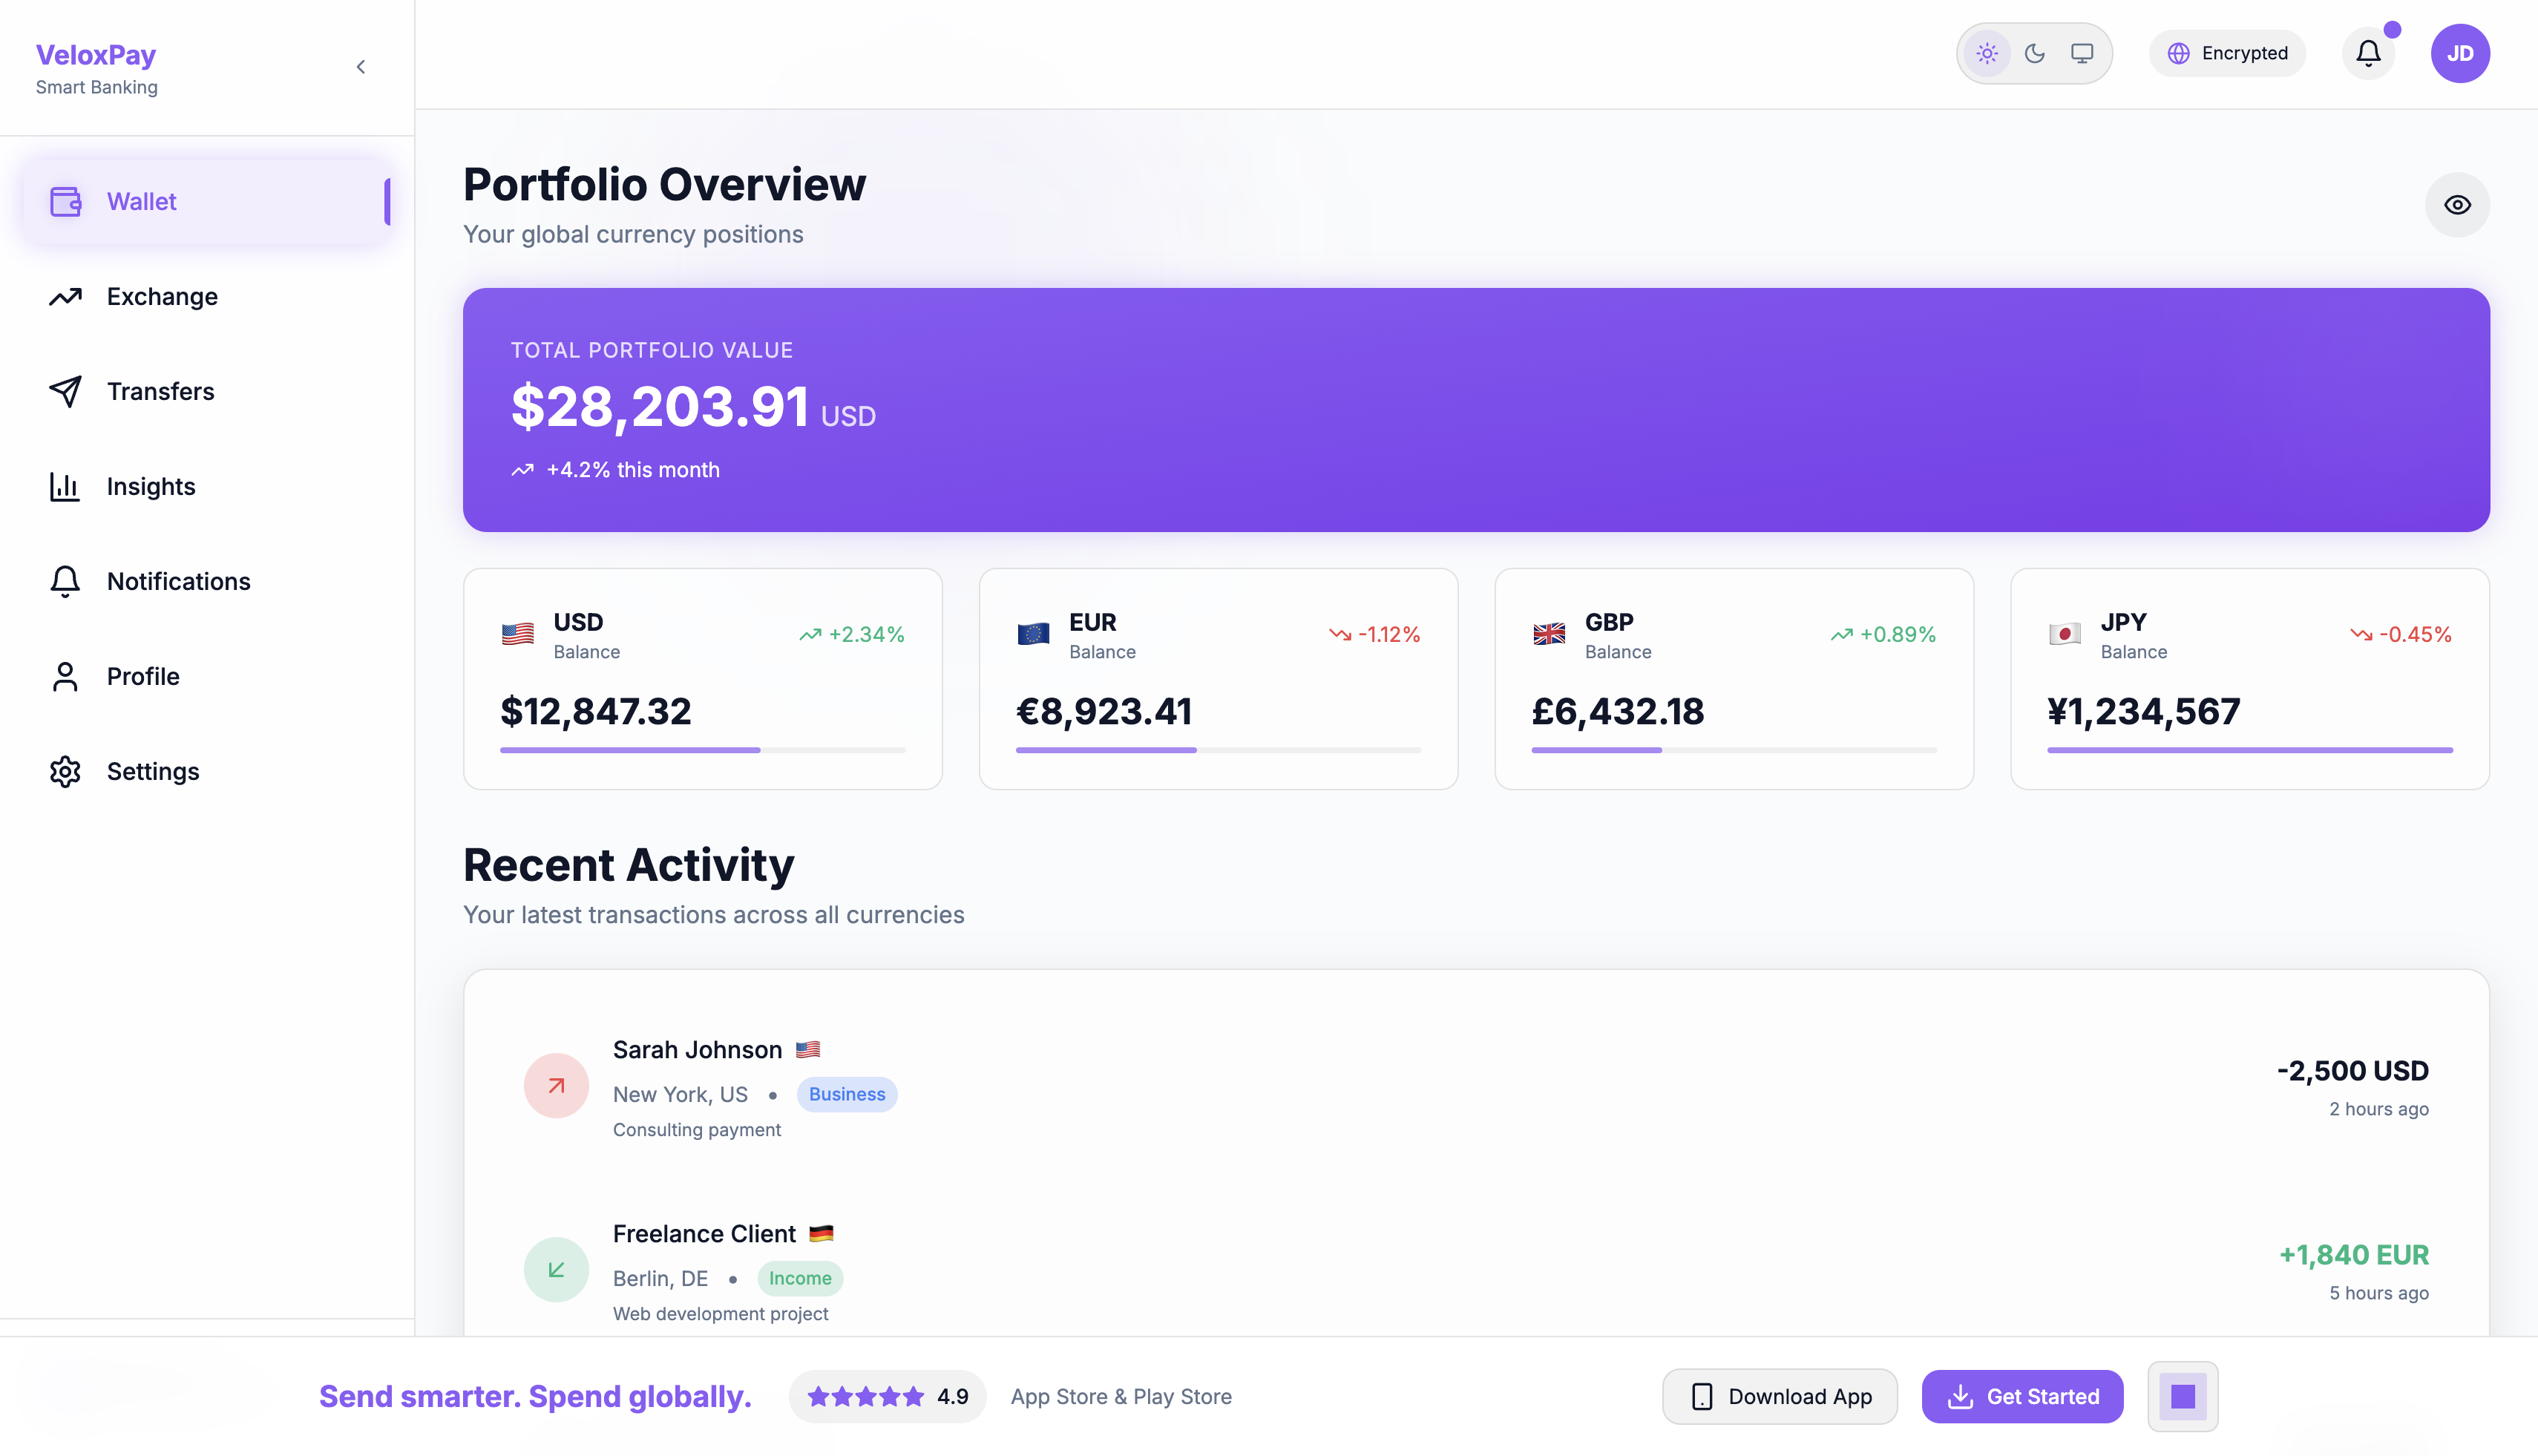 VeloxPay
Smart Banking
Wallet
Exchange
Transfers
Insights
Notifications
Profile
Settings
Encrypted
JD
Portfolio Overview
Your global currency positions
TOTAL PORTFOLIO VALUE
$28,203.91 USD
+4.2% this month
USD
Balance
+2.34%
$12,847.32
EUR
Balance
-1.12%
€8,923.41
GBP
Balance
+0.89%
£6,432.18
JPY
Balance
-0.45%
¥1,234,567
Recent Activity
Your latest transactions across all currencies
Sarah Johnson
New York, US • Business
Consulting payment
-2,500 USD
2 hours ago
Freelance Client
Berlin, DE • Income
Web development project
+1,840 EUR
5 hours ago
Send smarter. Spend globally.
4.9
App Store & Play Store
Download App
Get Started